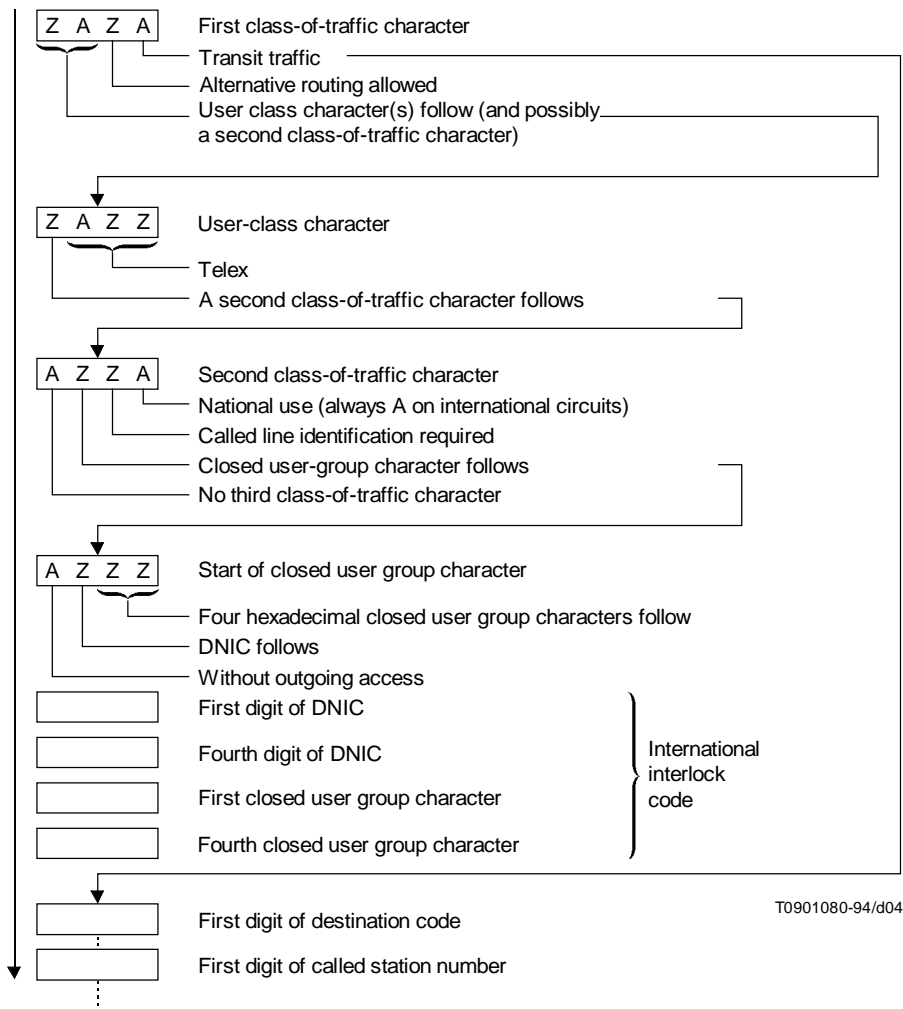 Z A Z A First class-of-traffic character
Transit traffic
Alternative routing allowed
User class character(s) follow (and possibly
a second class-of-traffic character)
Z A Z Z User-class character
Telex
A second class-of-traffic character follows
A Z Z A Second class-of-traffic character
National use (always A on international circuits)
Called line identification required
Closed user-group character follows
No third class-of-traffic character
A Z Z Z Start of closed user group character
Four hexadecimal closed user group characters follow
DNIC follows
Without outgoing access
First digit of DNIC
Fourth digit of DNIC
First closed user group character
Fourth closed user group character
International
interlock
code
T0901080-94/d04
First digit of destination code
First digit of called station number